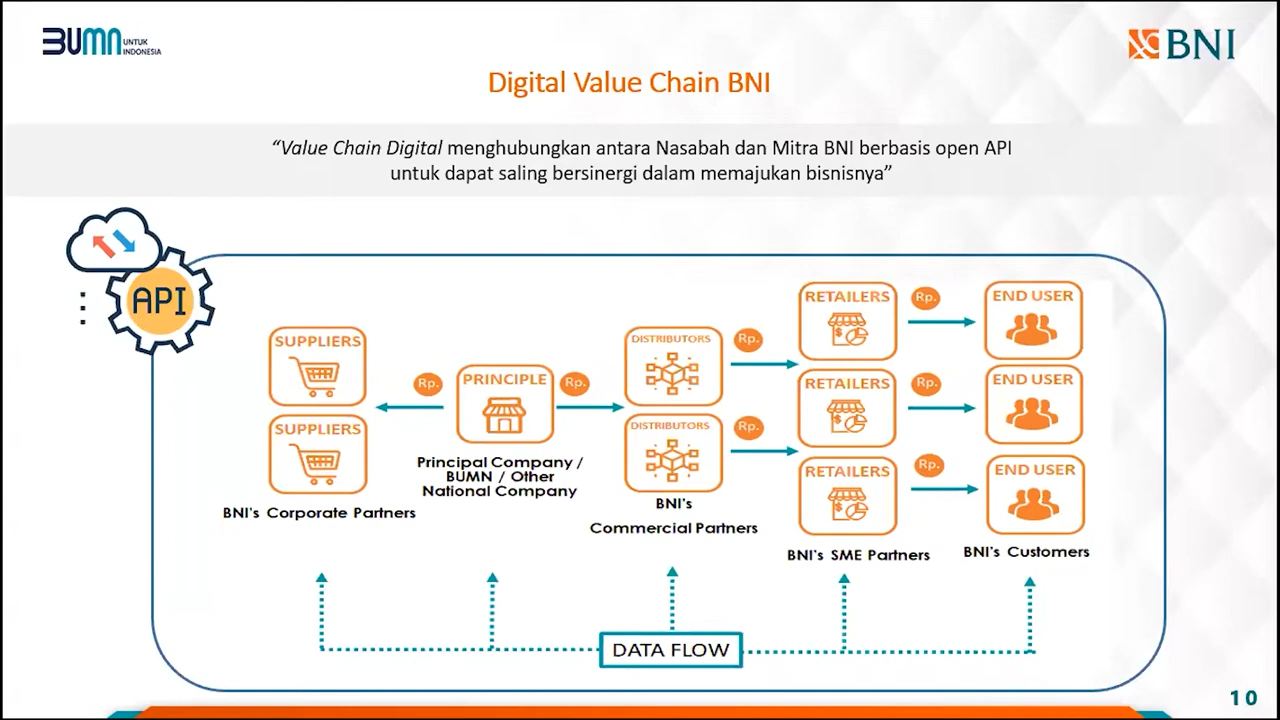 BUMN UNTUK INDONESIA
BNI
Digital Value Chain BNI
“Value Chain Digital menghubungkan antara Nasabah dan Mitra BNI berbasis open API
untuk dapat saling bersinergi dalam memajukan bisnisnya”
API
SUPPLIERS
SUPPLIERS
BNI's Corporate Partners
Rp.
PRINCIPLE
Rp.
Principal Company /
BUMN / Other
National Company
DISTRIBUTORS
DISTRIBUTORS
BNI's
Commercial Partners
Rp.
Rp.
RETAILERS
RETAILERS
RETAILERS
BNI's SME Partners
Rp.
Rp.
Rp.
END USER
END USER
END USER
BNI's Customers
DATA FLOW
10